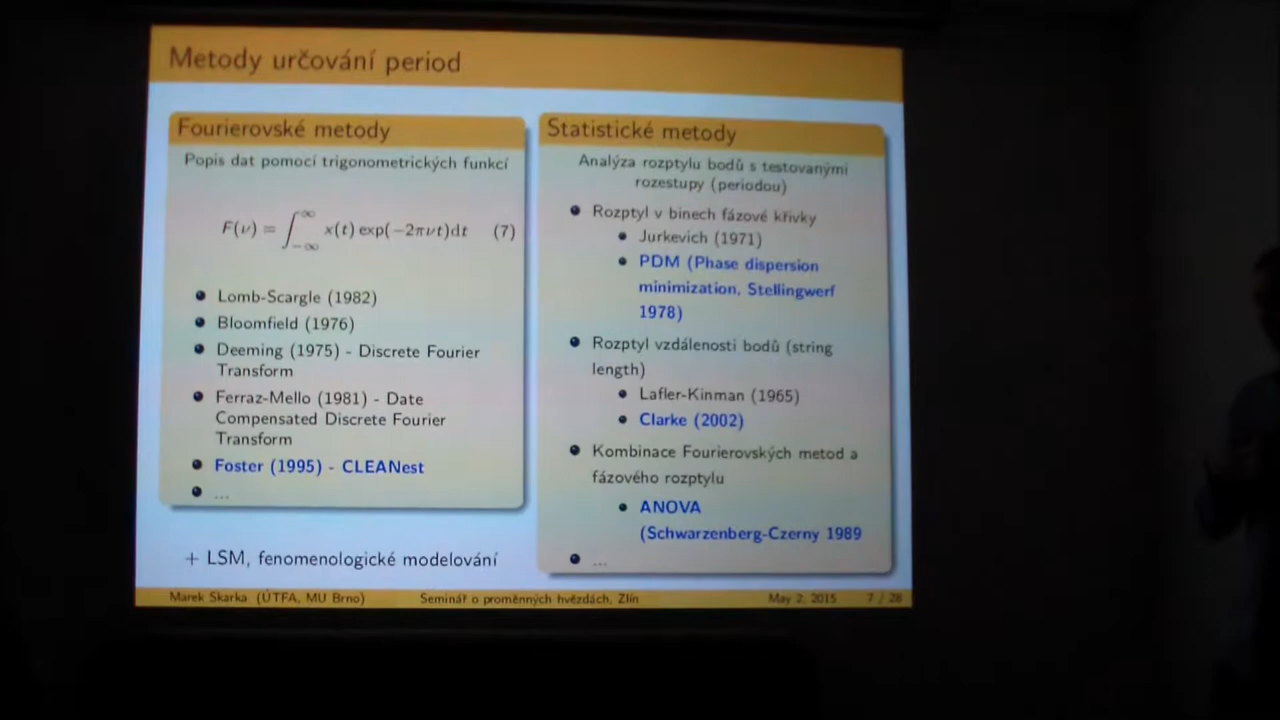 Metody určování period
Fourierovské metody
Popis dat pomocí trigonometrických funkcí
F(ν) = ∫_{-∞}^{∞} x(t) exp(−2πνt)dt (7)
Lomb-Scargle (1982)
Bloomfield (1976)
Deeming (1975) - Discrete Fourier
Transform
Ferraz-Mello (1981) - Date
Compensated Discrete Fourier
Transform
Foster (1995) - CLEANest
...
+ LSM, fenomenologické modelování
Statistické metody
Analýza rozptylu bodů s testovanými
rozestupy (periodou)
Rozptyl v binech fázové křivky
Jurkevich (1971)
PDM (Phase dispersion
minimization, Stellingwerf
1978)
Rozptyl vzdálenosti bodů (string
length)
Lafler-Kinman (1965)
Clarke (2002)
Kombinace Fourierovských metod a
fázového rozptylu
ANOVA
(Schwarzenberg-Czerny 1989
...
Marek Skarka (ÚTFA, MU Brno) Seminář o proměnných hvězdách, Zlín May 2, 2015 7 / 28